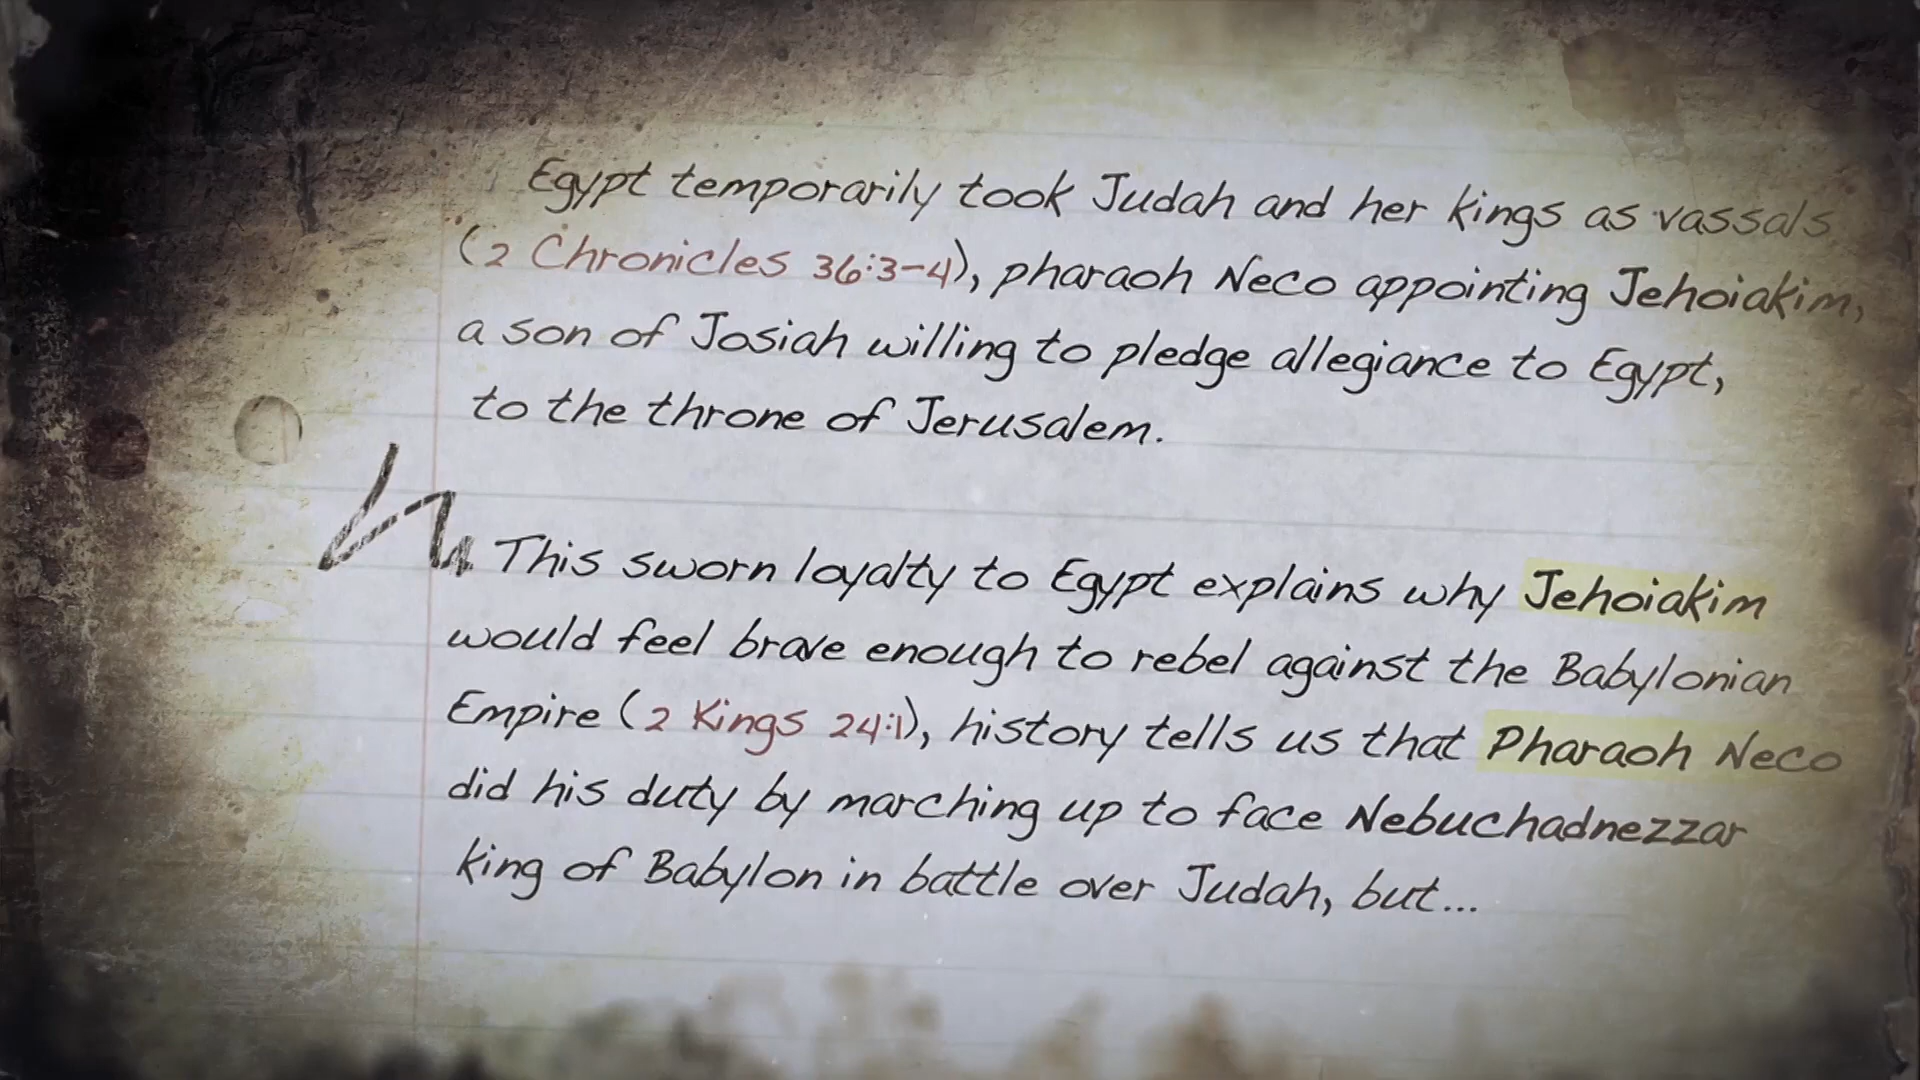 Egypt temporarily took Judah and her kings as vassals
(2 Chronicles 36:3-4), pharaoh Neco appointing Jehoiakim,
a son of Josiah willing to pledge allegiance to Egypt,
to the throne of Jerusalem.
This sworn loyalty to Egypt explains why Jehoiakim
would feel brave enough to rebel against the Babylonian
Empire (2 Kings 24:1), history tells us that Pharaoh Neco
did his duty by marching up to face Nebuchadnezzar
king of Babylon in battle over Judah, but...